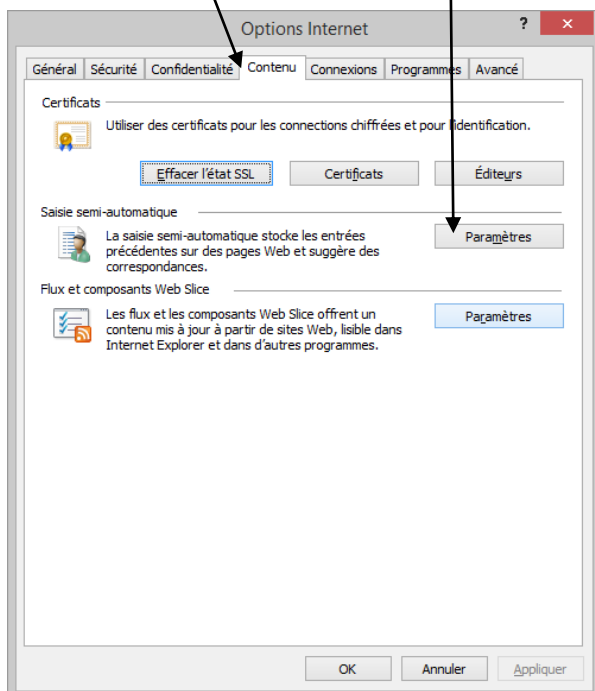 Options Internet ? ×
Général Sécurité Confidentialité Contenu Connexions Programmes Avancé
Certificats
Utiliser des certificats pour les connections chiffrées et pour l'identification.
Effacer l'état SSL Certificats Éditeurs
Saisie semi-automatique
La saisie semi-automatique stocke les entrées
précédentes sur des pages Web et suggère des
correspondances.
Paramètres
Flux et composants Web Slice
Les flux et les composants Web Slice offrent un
contenu mis à jour à partir de sites Web, lisible dans
Internet Explorer et dans d'autres programmes.
Paramètres
OK Annuler Appliquer